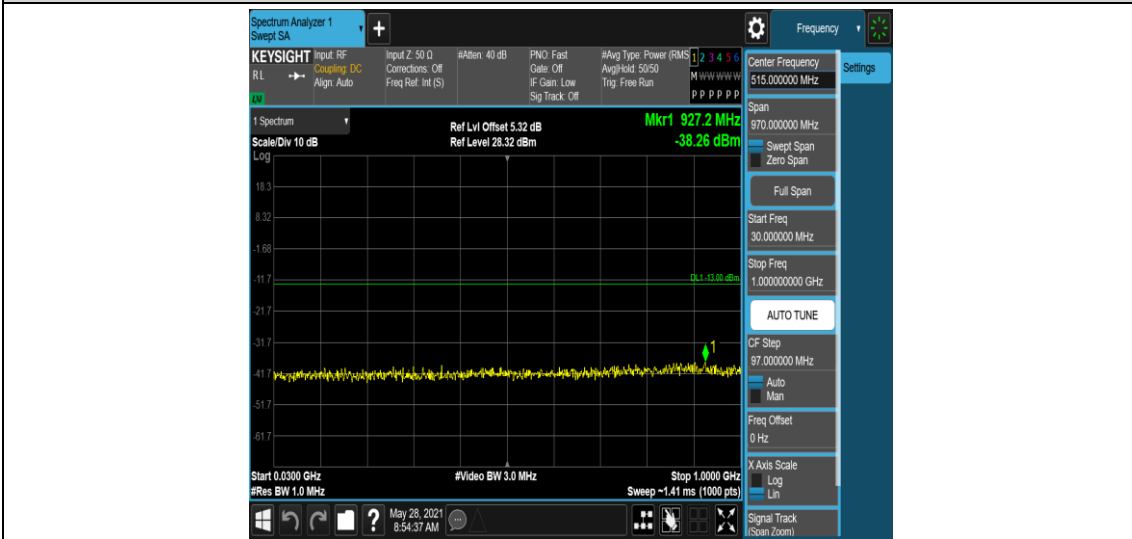 Spectrum Analyzer 1
Swept SA
+
Frequency
KEYSIGHT
RL
LXI
Input: RF
Coupling: DC
Align: Auto
Input Z: 50 Ω
Corrections: Off
Freq Ref: Int (S)
#Atten: 40 dB
PNO: Fast
Gate: Off
IF Gain: Low
Sig Track: Off
#Avg Type: Power (RMS
Avg|Hold: 50/50
Trig: Free Run
1 2 3 4 5 6
M W W W W W
P P P P P P
Settings
1 Spectrum
Scale/Div 10 dB
Log
Ref Lvl Offset 5.32 dB
Ref Level 28.32 dBm
Mkr1 927.2 MHz
-38.26 dBm
18.3
8.32
-1.68
-11.7
-21.7
-31.7
-41.7
-51.7
-61.7
DL1 -13.00 dBm
1
Start 0.0300 GHz
#Res BW 1.0 MHz
#Video BW 3.0 MHz
Stop 1.0000 GHz
Sweep ~1.41 ms (1000 pts)
Center Frequency
515.000000 MHz
Span
970.000000 MHz
Swept Span
Zero Span
Full Span
Start Freq
30.000000 MHz
Stop Freq
1.000000000 GHz
AUTO TUNE
CF Step
97.000000 MHz
Auto
Man
Freq Offset
0 Hz
X Axis Scale
Log
Lin
Signal Track
(Span Zoom)
?
May 28, 2021
8:54:37 AM